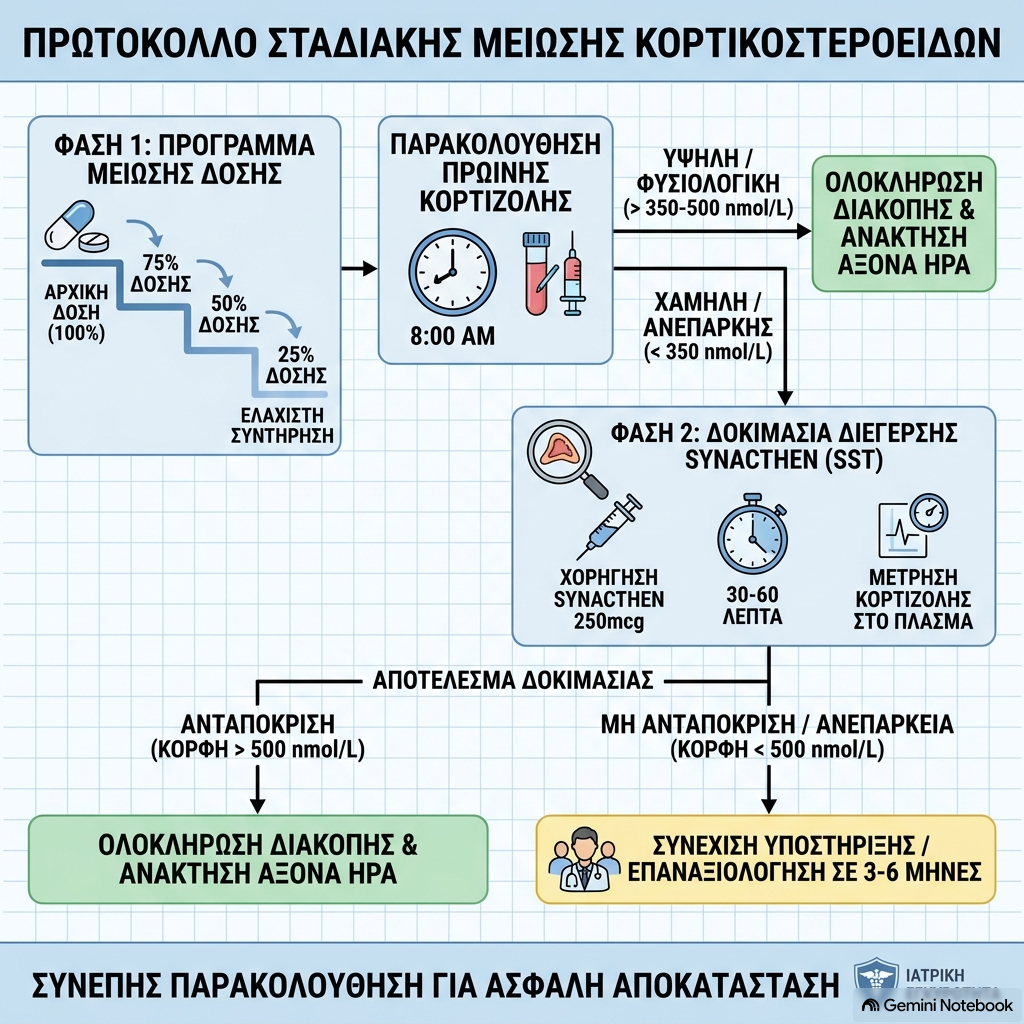 ΠΡΩΤΟΚΟΛΛΟ ΣΤΑΔΙΑΚΗΣ ΜΕΙΩΣΗΣ ΚΟΡΤΙΚΟΣΤΕΡΟΕΙΔΩΝ
ΦΑΣΗ 1: ΠΡΟΓΡΑΜΜΑ
ΜΕΙΩΣΗΣ ΔΟΣΗΣ
ΑΡΧΙΚΗ
ΔΟΣΗ
(100%)
75%
ΔΟΣΗΣ
50%
ΔΟΣΗΣ
25%
ΔΟΣΗΣ
ΕΛΑΧΙΣΤΗ
ΣΥΝΤΗΡΗΣΗ
ΠΑΡΑΚΟΛΟΥΘΗΣΗ
ΠΡΩΙΝΗΣ
ΚΟΡΤΙΖΟΛΗΣ
8:00 AM
ΥΨΗΛΗ /
ΦΥΣΙΟΛΟΓΙΚΗ
(> 350-500 nmol/L)
ΟΛΟΚΛΗΡΩΣΗ
ΔΙΑΚΟΠΗΣ &
ΑΝΑΚΤΗΣΗ
ΑΞΟΝΑ HPA
ΧΑΜΗΛΗ /
ΑΝΕΠΑΡΚΗΣ
(< 350 nmol/L)
ΦΑΣΗ 2: ΔΟΚΙΜΑΣΙΑ ΔΙΕΓΕΡΣΗΣ
SYNACTHEN (SST)
ΧΟΡΗΓΗΣΗ
SYNACTHEN
250mcg
30-60
ΛΕΠΤΑ
ΜΕΤΡΗΣΗ
ΚΟΡΤΙΖΟΛΗΣ
ΣΤΟ ΠΛΑΣΜΑ
ΑΠΟΤΕΛΕΣΜΑ ΔΟΚΙΜΑΣΙΑΣ
ΑΝΤΑΠΟΚΡΙΣΗ
(ΚΟΡΦΗ > 500 nmol/L)
ΜΗ ΑΝΤΑΠΟΚΡΙΣΗ / ΑΝΕΠΑΡΚΕΙΑ
(ΚΟΡΦΗ < 500 nmol/L)
ΟΛΟΚΛΗΡΩΣΗ ΔΙΑΚΟΠΗΣ &
ΑΝΑΚΤΗΣΗ ΑΞΟΝΑ HPA
ΣΥΝΕΧΙΣΗ ΥΠΟΣΤΗΡΙΞΗΣ /
ΕΠΑΝΑΞΙΟΛΟΓΗΣΗ ΣΕ 3-6 ΜΗΝΕΣ
ΣΥΝΕΠΗΣ ΠΑΡΑΚΟΛΟΥΘΗΣΗ ΓΙΑ ΑΣΦΑΛΗ ΑΠΟΚΑΤΑΣΤΑΣΗ
ΙΑΤΡΙΚΗ
Gemini Notebook